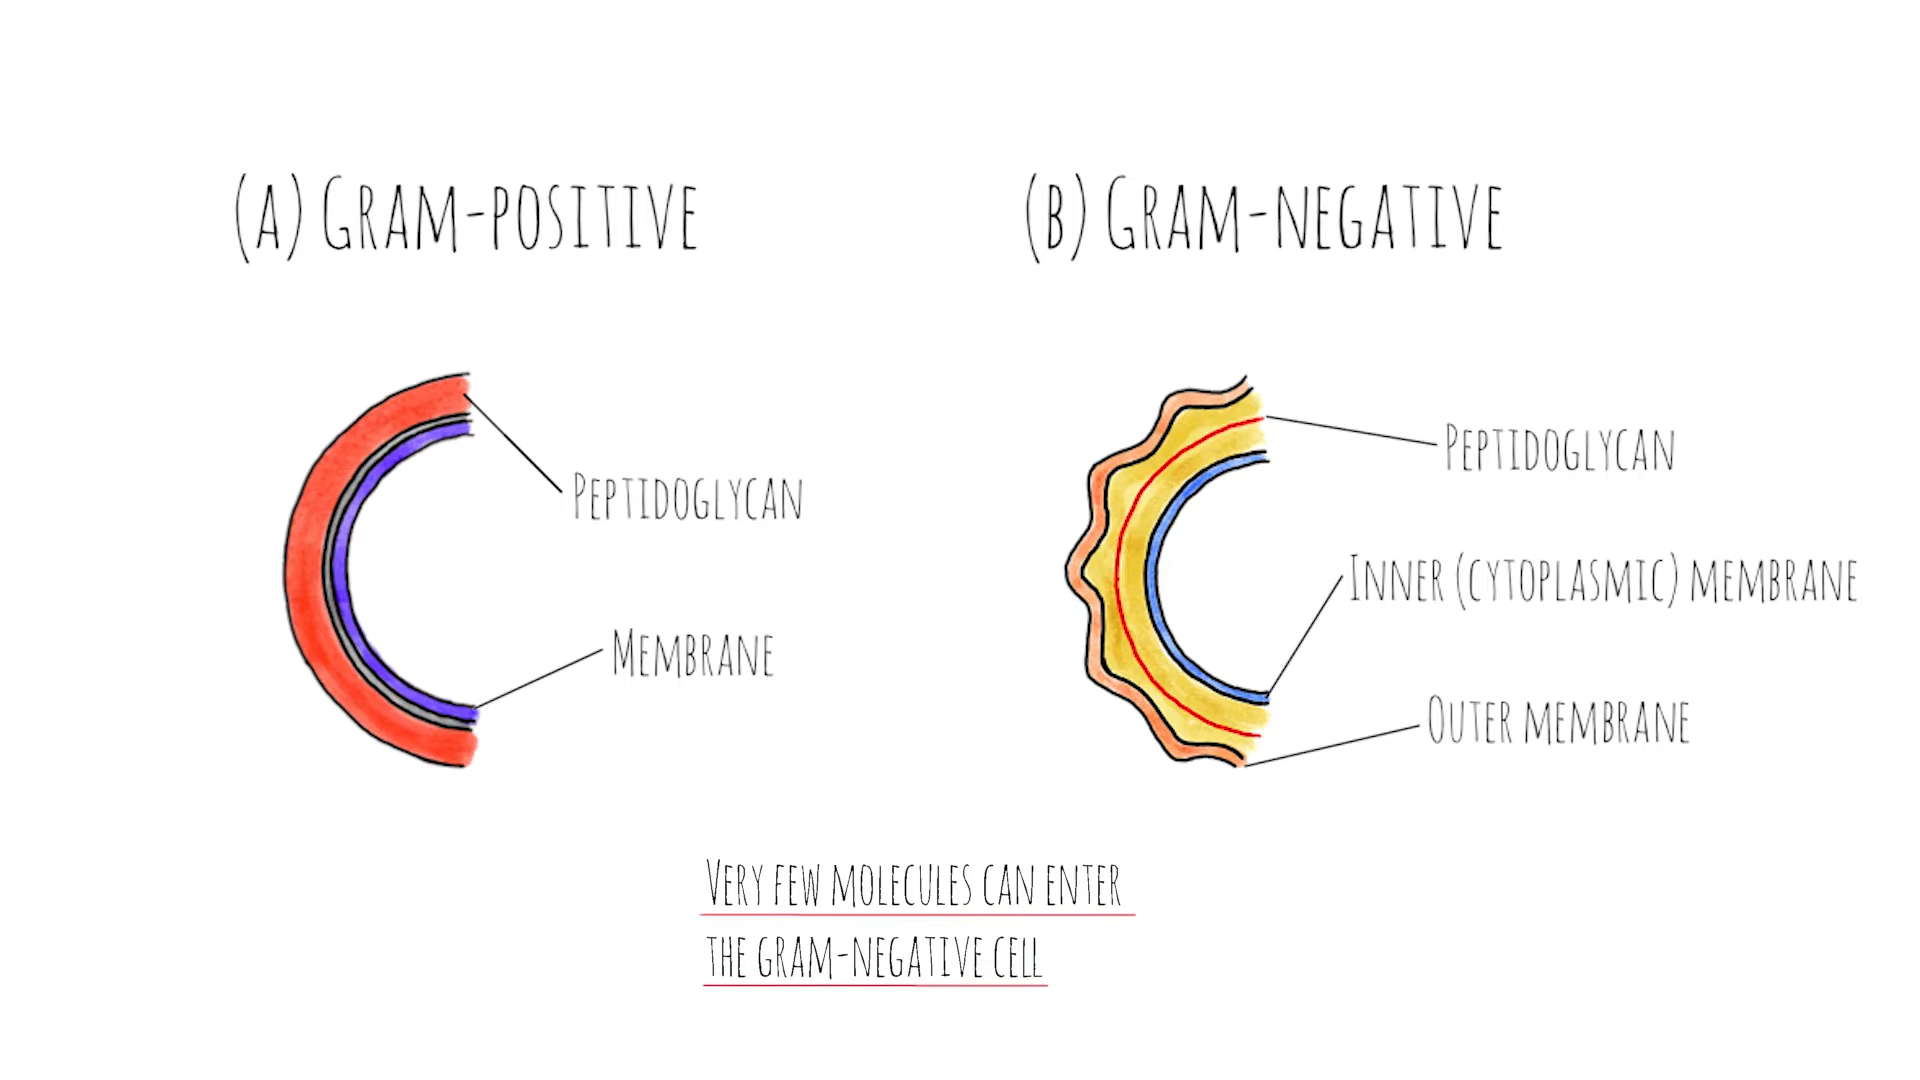 (A) GRAM-POSITIVE
PEPTIDOGLYCAN
MEMBRANE
(B) GRAM-NEGATIVE
PEPTIDOGLYCAN
INNER (CYTOPLASMIC) MEMBRANE
OUTER MEMBRANE
VERY FEW MOLECULES CAN ENTER
THE GRAM-NEGATIVE CELL